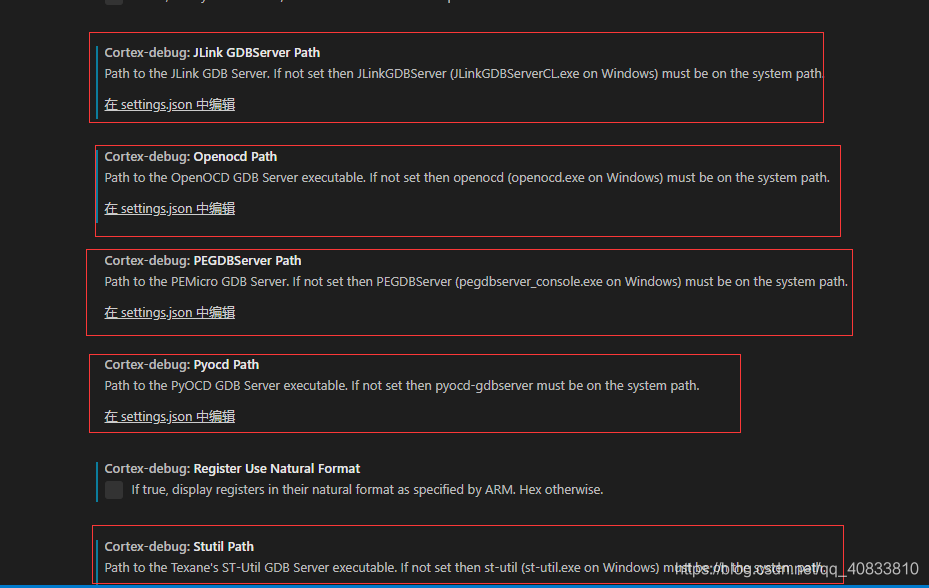 Cortex-debug: JLink GDBServer Path
Path to the JLink GDB Server. If not set then JLinkGDBServer (JLinkGDBServerCL.exe on Windows) must be on the system path.
在 settings.json 中编辑
Cortex-debug: Openocd Path
Path to the OpenOCD GDB Server executable. If not set then openocd (openocd.exe on Windows) must be on the system path.
在 settings.json 中编辑
Cortex-debug: PEGDBServer Path
Path to the PEMicro GDB Server. If not set then PEGDBServer (pegdbserver_console.exe on Windows) must be on the system path.
在 settings.json 中编辑
Cortex-debug: Pyocd Path
Path to the PyOCD GDB Server executable. If not set then pyocd-gdbserver must be on the system path.
在 settings.json 中编辑
Cortex-debug: Register Use Natural Format
If true, display registers in their natural format as specified by ARM. Hex otherwise.
Cortex-debug: Stutil Path
Path to the Texane's ST-Util GDB Server executable. If not set then st-util (st-util.exe on Windows) must be on the system path.
https://blog.csdn.net/qq_40833810